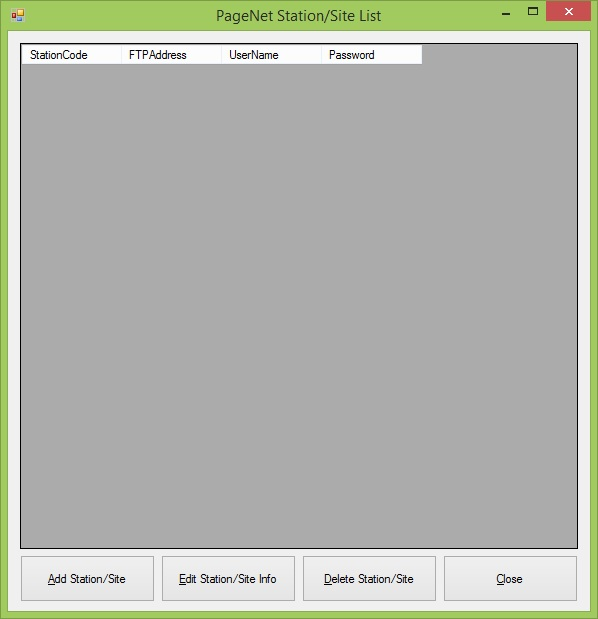 PageNet Station/Site List
StationCode FTPAddress UserName Password
Add Station/Site Edit Station/Site Info Delete Station/Site Close